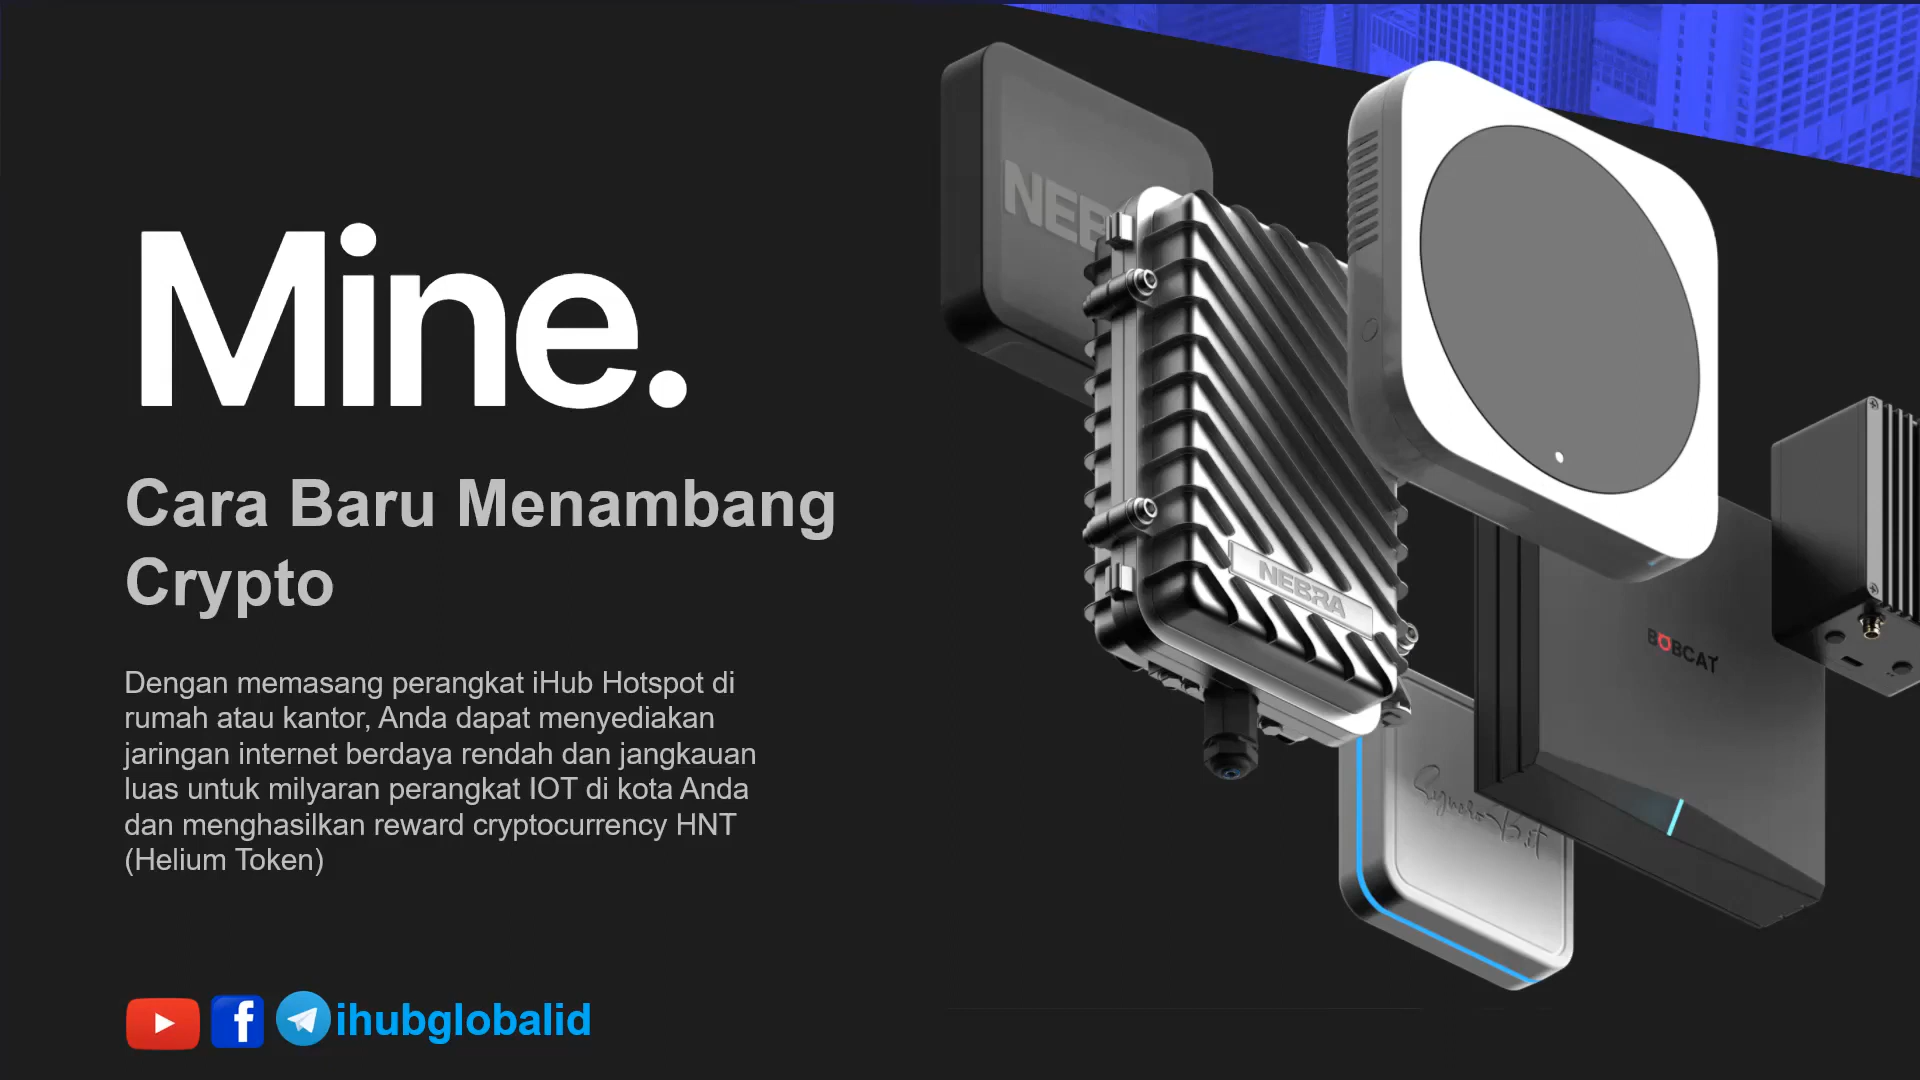 Mine.
Cara Baru Menambang
Crypto
Dengan memasang perangkat iHub Hotspot di
rumah atau kantor, Anda dapat menyediakan
jaringan internet berdaya rendah dan jangkauan
luas untuk milyaran perangkat IOT di kota Anda
dan menghasilkan reward cryptocurrency HNT
(Helium Token)
ihubglobalid
NEB
NEBRA
BOBCAT